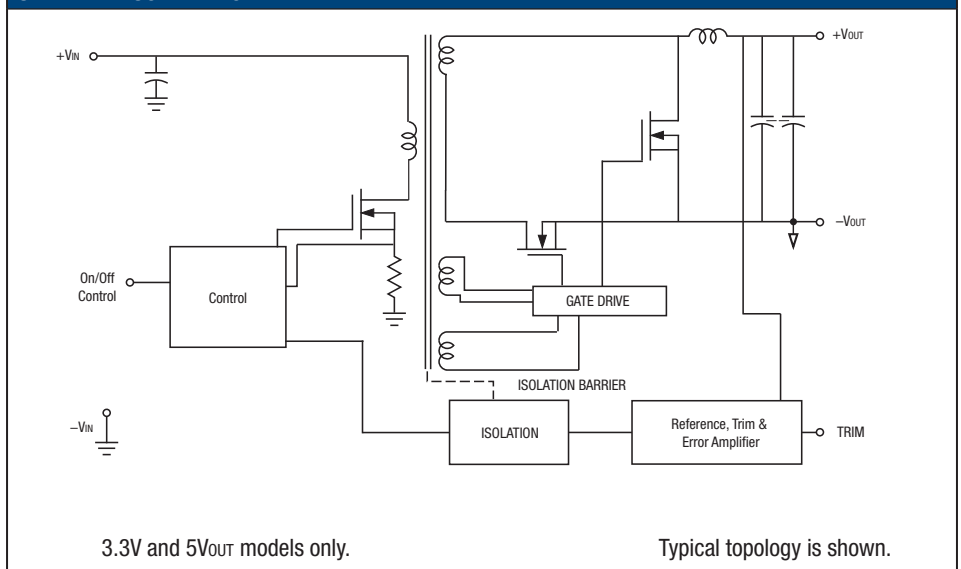 +VIN
+VOUT
-VOUT
On/Off
Control
Control
GATE DRIVE
ISOLATION BARRIER
-VIN
ISOLATION
Reference, Trim &
Error Amplifier
TRIM
3.3V and 5VOUT models only.
Typical topology is shown.